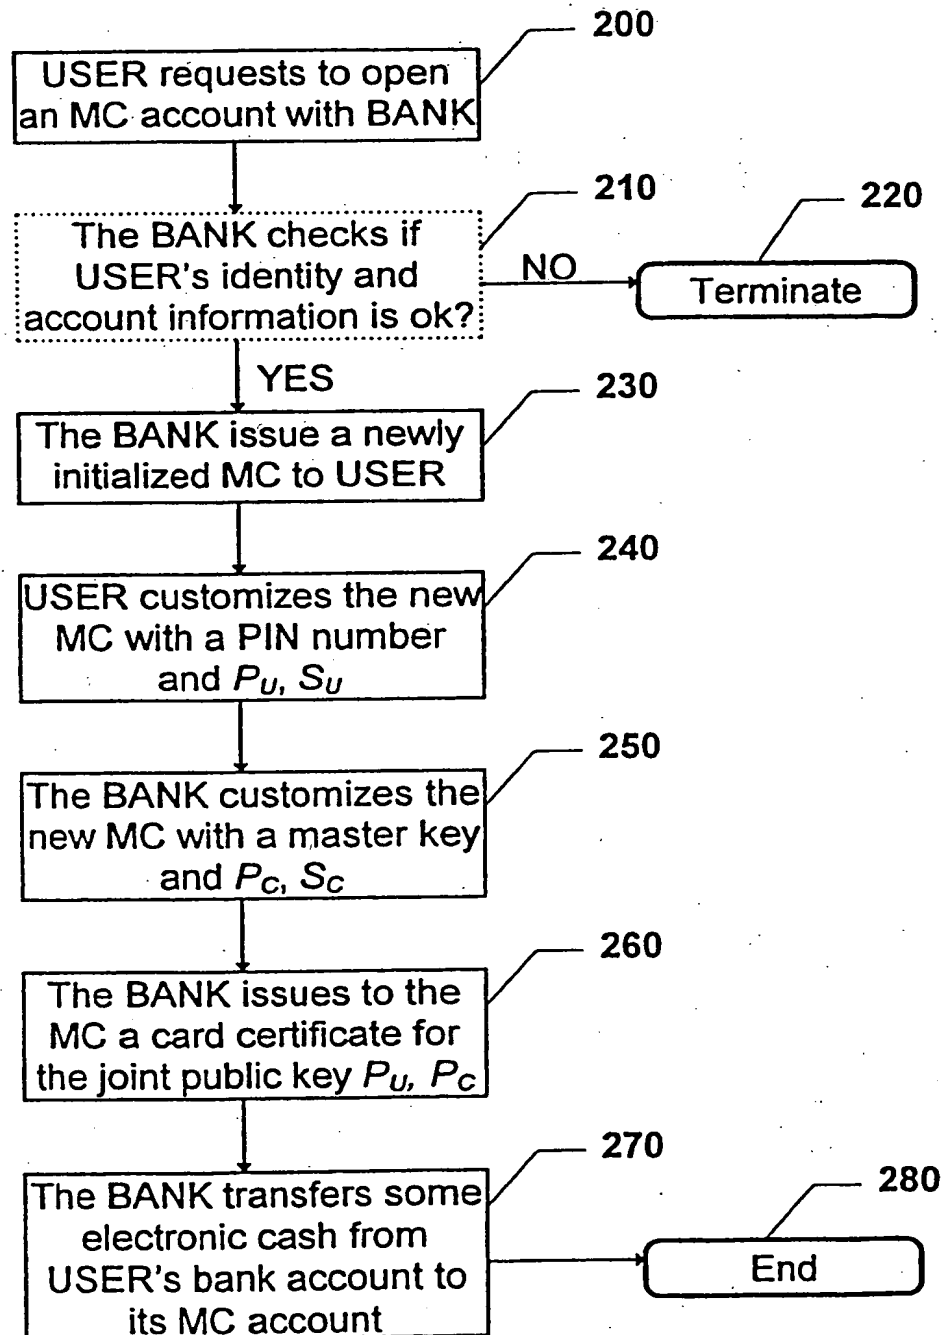 200
USER requests to open
an MC account with BANK
210
The BANK checks if
USER's identity and
account information is ok?
NO
220
Terminate
YES
230
The BANK issue a newly
initialized MC to USER
240
USER customizes the new
MC with a PIN number
and PU, SU
250
The BANK customizes the
new MC with a master key
and PC, SC
260
The BANK issues to the
MC a card certificate for
the joint public key PU, PC
270
The BANK transfers some
electronic cash from
USER's bank account to
its MC account
280
End